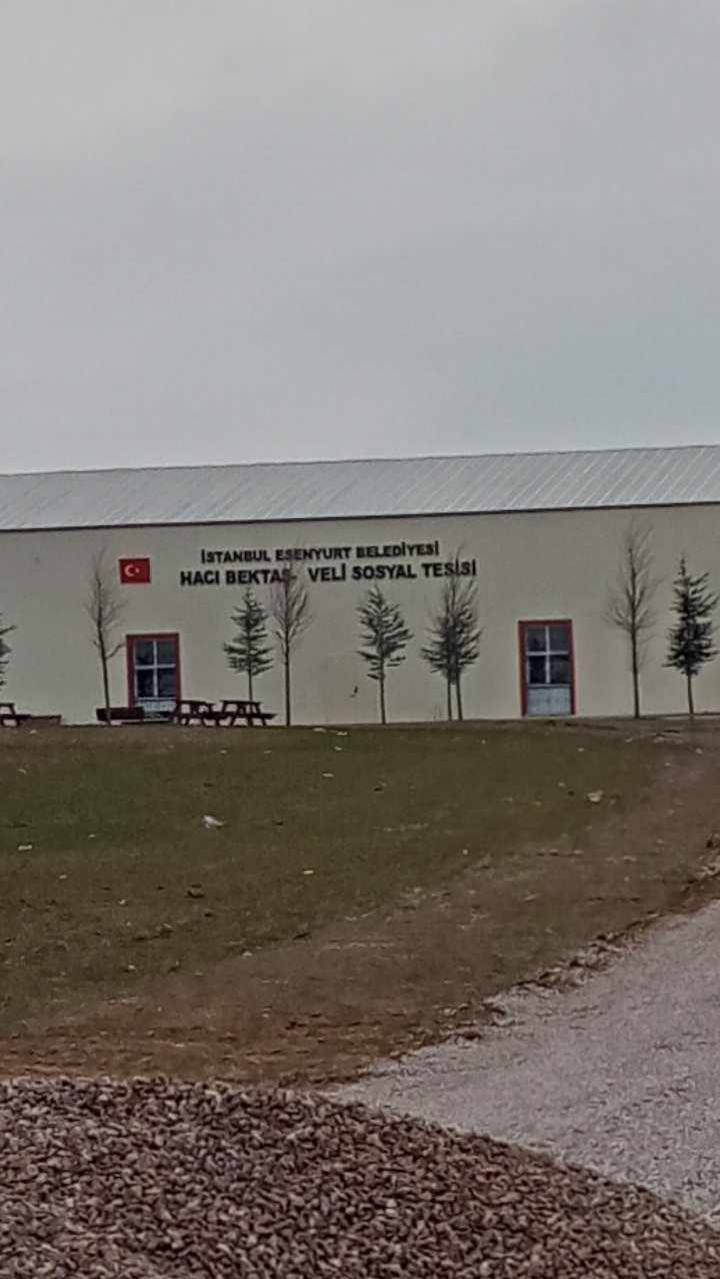 İSTANBUL ESENYURT BELEDİYESİ
HACI BEKTAŞ- VELİ SOSYAL TESİSİ